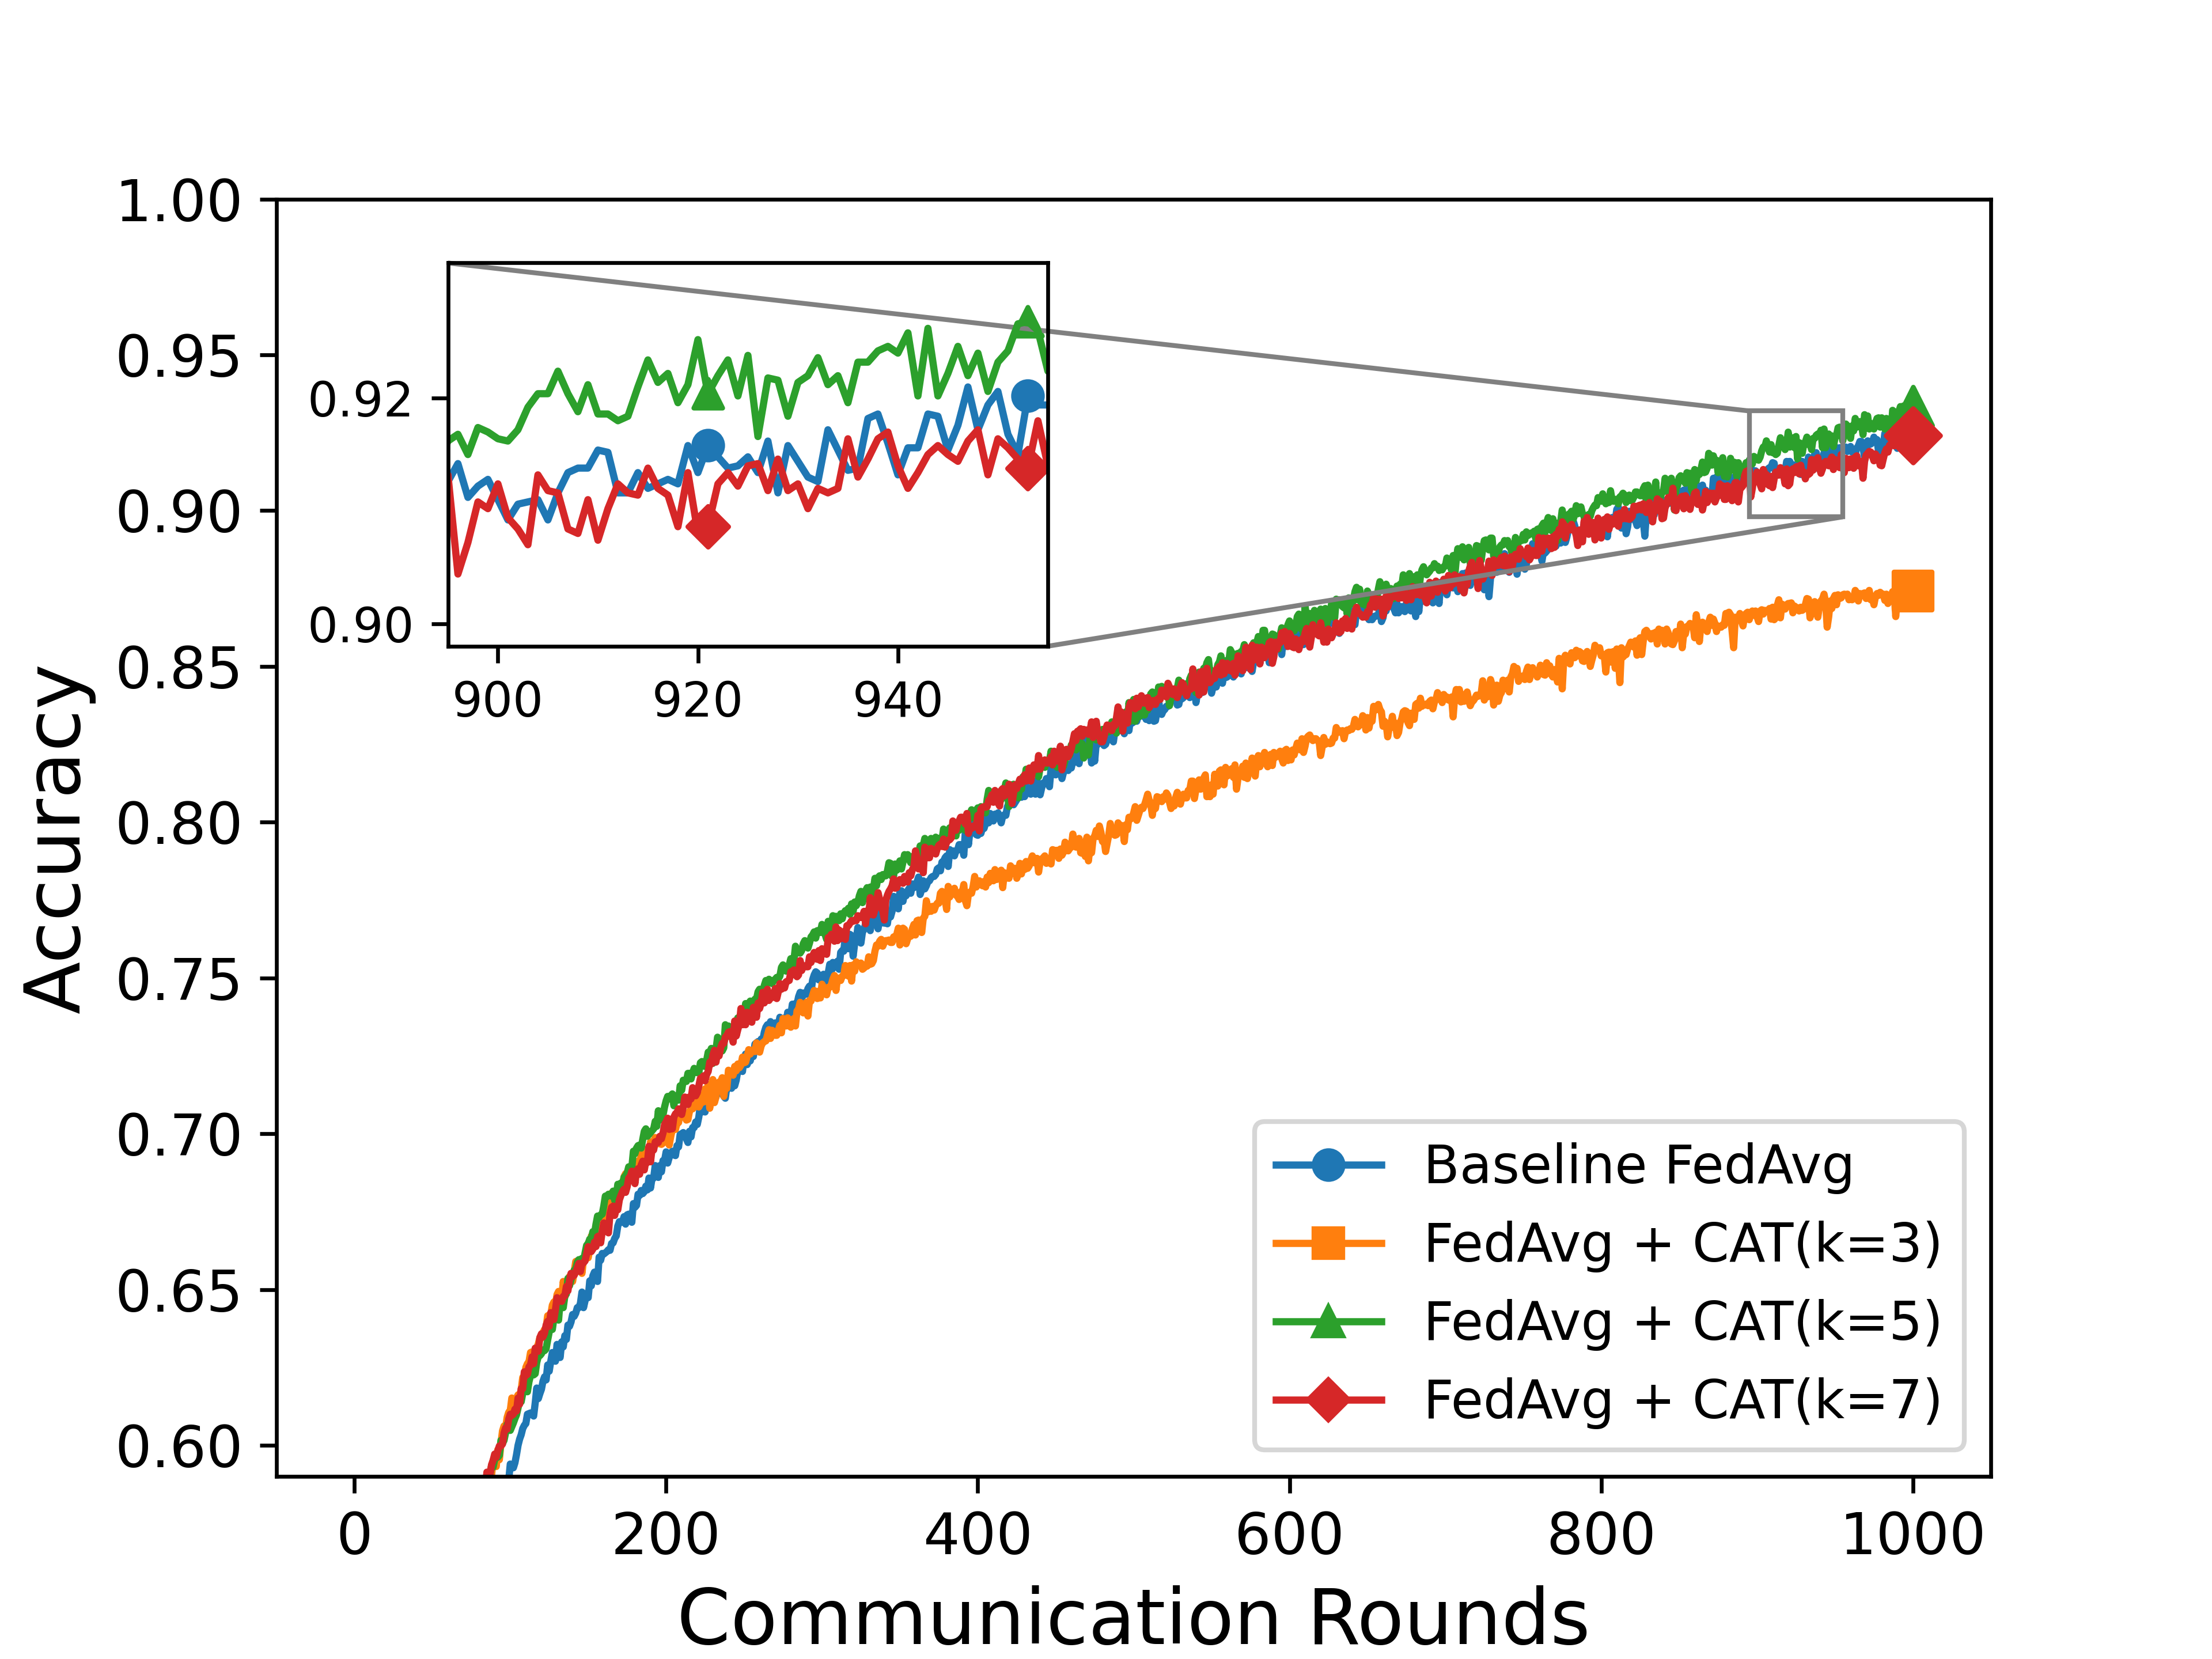 1.00
0.95
0.90
0.85
0.80
0.75
0.70
0.65
0.60
Accuracy
0.92
0.90
900 920 940
Baseline FedAvg
FedAvg + CAT(k=3)
FedAvg + CAT(k=5)
FedAvg + CAT(k=7)
0 200 400 600 800 1000
Communication Rounds